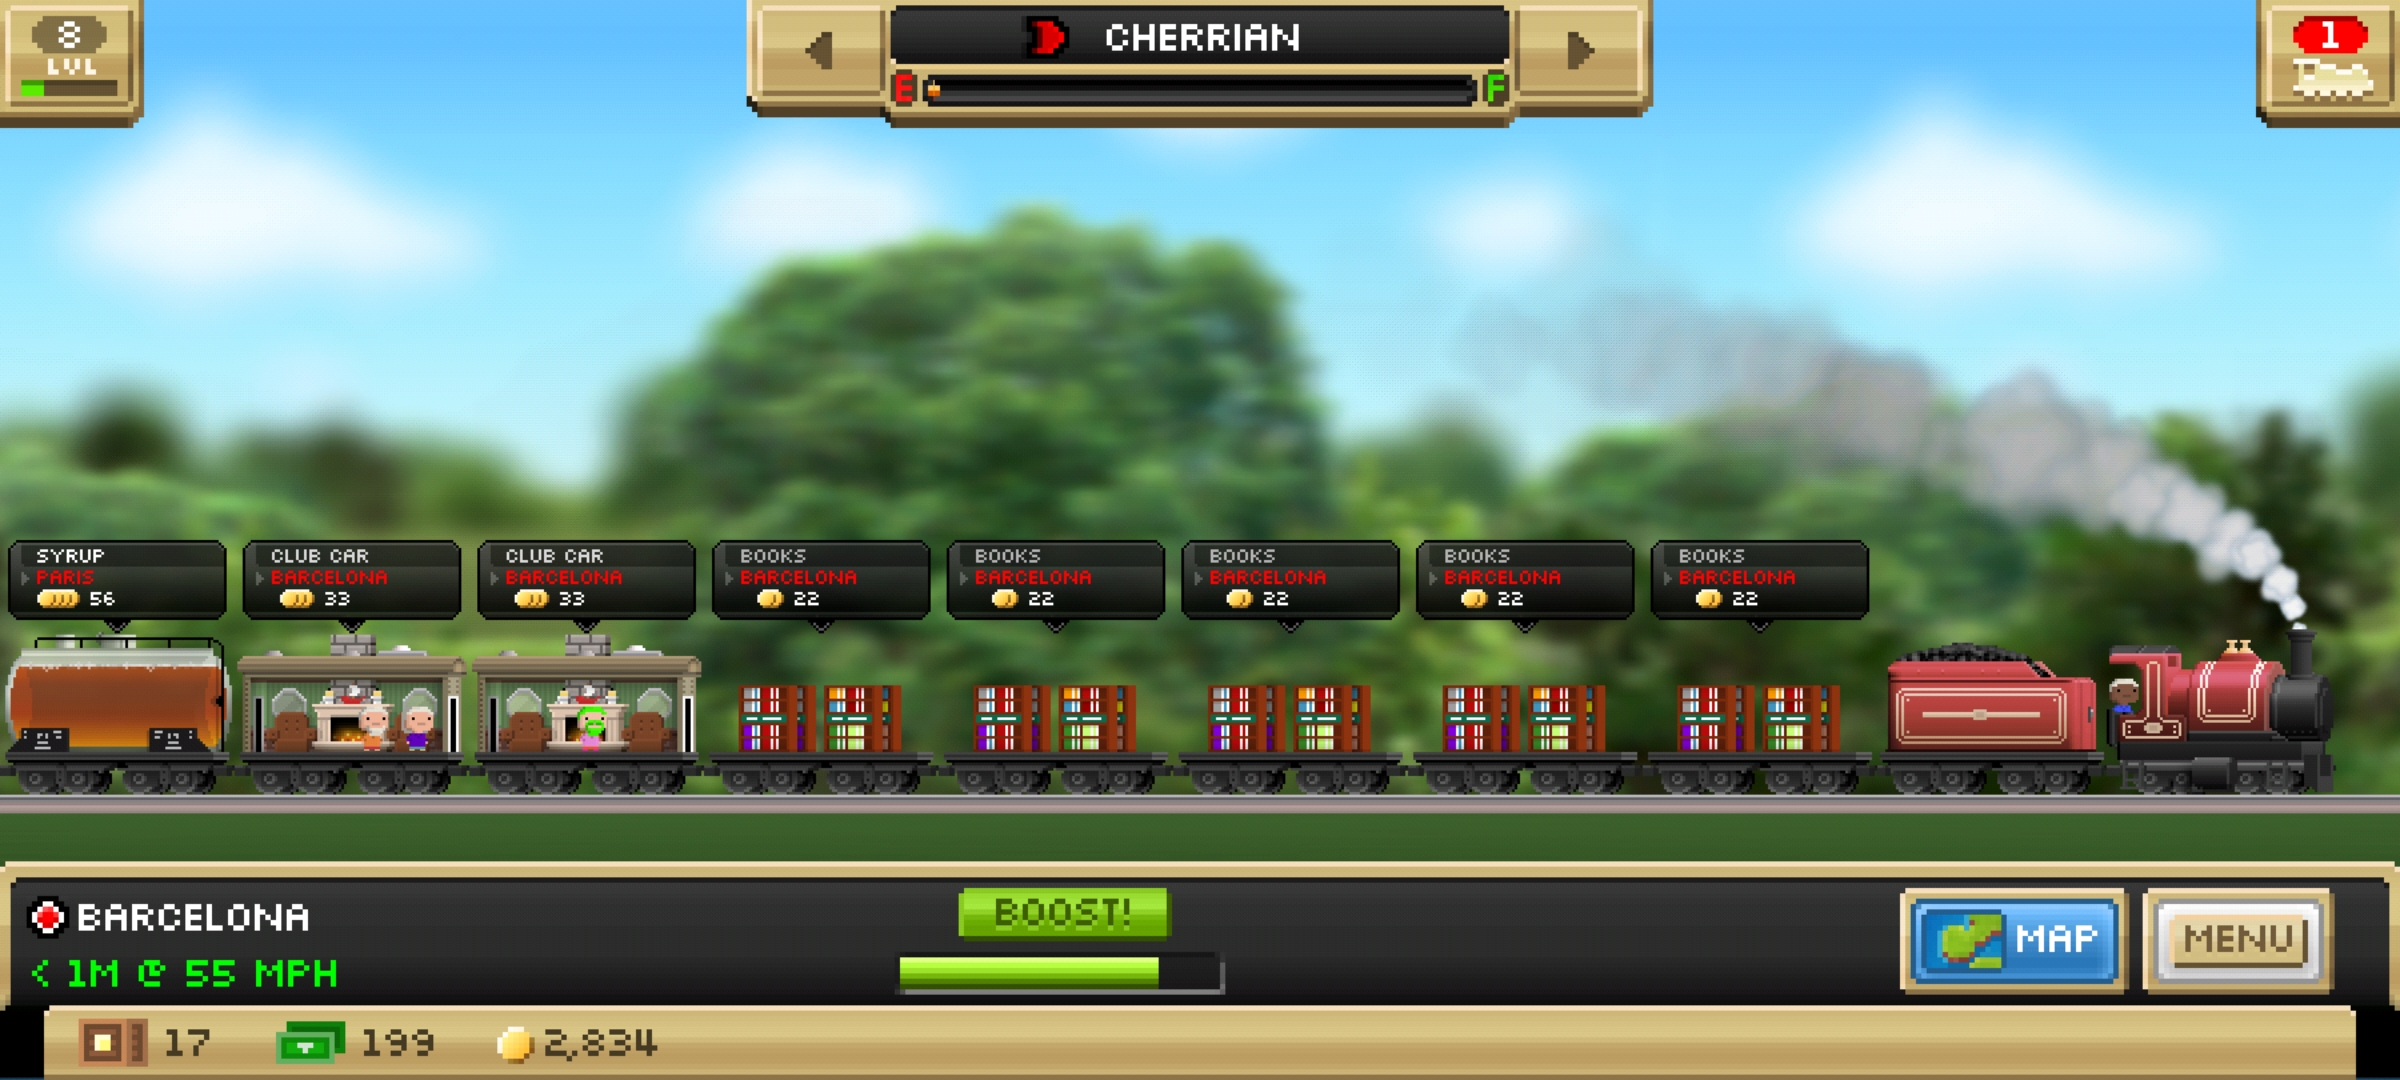 8
LVL
CHERRIAN
E F
1
SYRUP
PARIS
56
CLUB CAR
BARCELONA
33
CLUB CAR
BARCELONA
33
BOOKS
BARCELONA
22
BOOKS
BARCELONA
22
BOOKS
BARCELONA
22
BOOKS
BARCELONA
22
BOOKS
BARCELONA
22
BARCELONA
< 1M @ 55 MPH
BOOST!
MAP
MENU
17
199
2,834